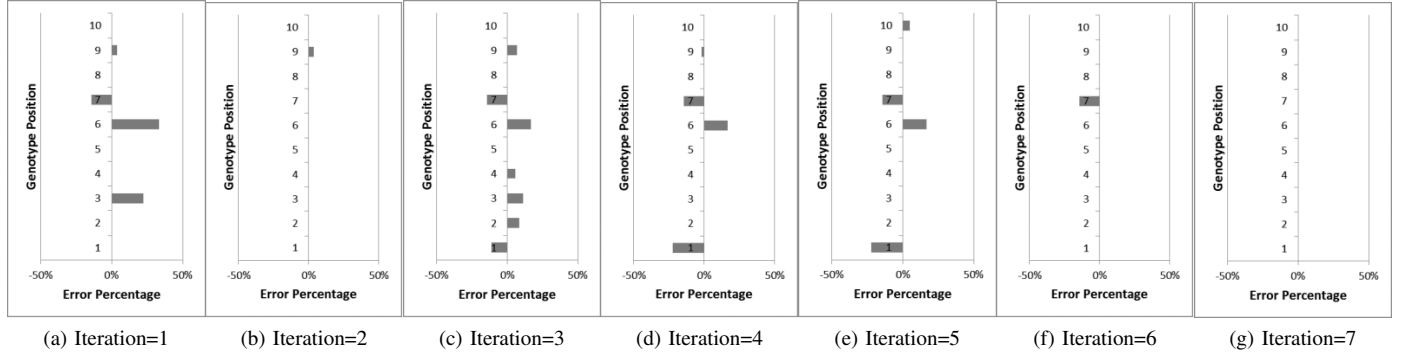 Genotype Position
10
9
8
7
6
5
4
3
2
1
-50% 0% 50%
Error Percentage
(a) Iteration=1
Genotype Position
10
9
8
7
6
5
4
3
2
1
-50% 0% 50%
Error Percentage
(b) Iteration=2
Genotype Position
10
9
8
7
6
5
4
3
2
1
-50% 0% 50%
Error Percentage
(c) Iteration=3
Genotype Position
10
9
8
7
6
5
4
3
2
1
-50% 0% 50%
Error Percentage
(d) Iteration=4
Genotype Position
10
9
8
7
6
5
4
3
2
1
-50% 0% 50%
Error Percentage
(e) Iteration=5
Genotype Position
10
9
8
7
6
5
4
3
2
1
-50% 0% 50%
Error Percentage
(f) Iteration=6
Genotype Position
10
9
8
7
6
5
4
3
2
1
-50% 0% 50%
Error Percentage
(g) Iteration=7